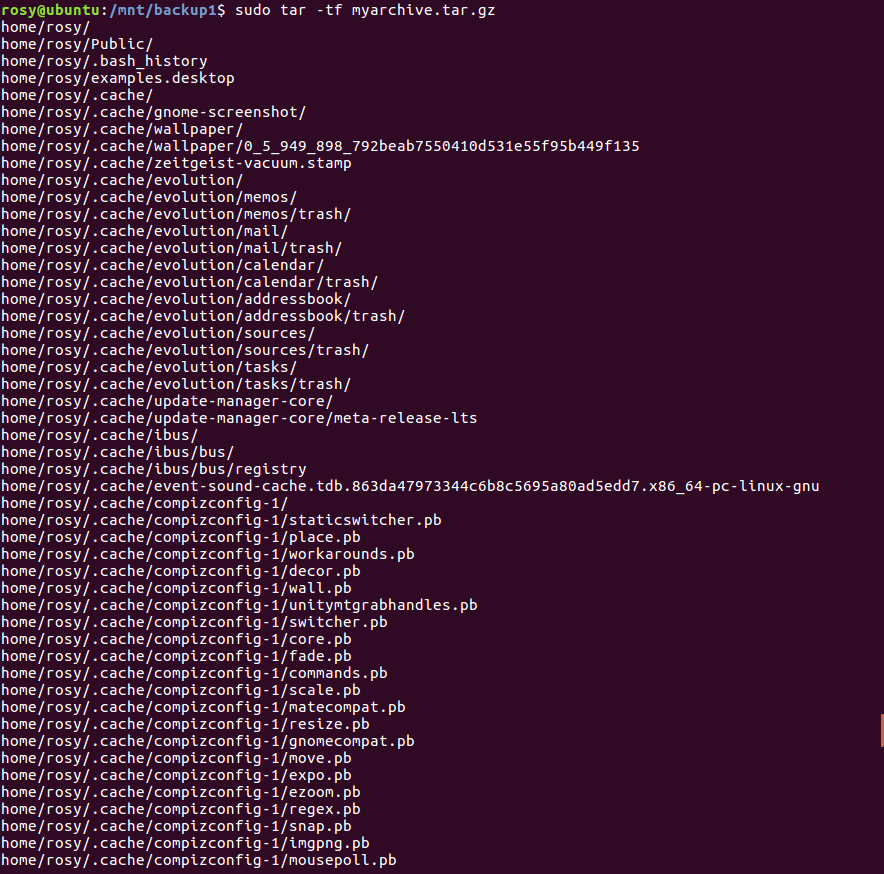 rosy@ubuntu:/mnt/backup1$ sudo tar -tf myarchive.tar.gz
home/rosy/
home/rosy/Public/
home/rosy/.bash_history
home/rosy/examples.desktop
home/rosy/.cache/
home/rosy/.cache/gnome-screenshot/
home/rosy/.cache/wallpaper/
home/rosy/.cache/wallpaper/0_5_949_898_792beab7550410d531e55f95b449f135
home/rosy/.cache/zeitgeist-vacuum.stamp
home/rosy/.cache/evolution/
home/rosy/.cache/evolution/memos/
home/rosy/.cache/evolution/memos/trash/
home/rosy/.cache/evolution/mail/
home/rosy/.cache/evolution/mail/trash/
home/rosy/.cache/evolution/calendar/
home/rosy/.cache/evolution/calendar/trash/
home/rosy/.cache/evolution/addressbook/
home/rosy/.cache/evolution/addressbook/trash/
home/rosy/.cache/evolution/sources/
home/rosy/.cache/evolution/sources/trash/
home/rosy/.cache/evolution/tasks/
home/rosy/.cache/evolution/tasks/trash/
home/rosy/.cache/update-manager-core/
home/rosy/.cache/update-manager-core/meta-release-lts
home/rosy/.cache/ibus/
home/rosy/.cache/ibus/bus/
home/rosy/.cache/ibus/bus/registry
home/rosy/.cache/event-sound-cache.tdb.863da47973344c6b8c5695a80ad5edd7.x86_64-pc-linux-gnu
home/rosy/.cache/compizconfig-1/
home/rosy/.cache/compizconfig-1/staticswitcher.pb
home/rosy/.cache/compizconfig-1/place.pb
home/rosy/.cache/compizconfig-1/workarounds.pb
home/rosy/.cache/compizconfig-1/decor.pb
home/rosy/.cache/compizconfig-1/wall.pb
home/rosy/.cache/compizconfig-1/unitymtgrabhandles.pb
home/rosy/.cache/compizconfig-1/switcher.pb
home/rosy/.cache/compizconfig-1/core.pb
home/rosy/.cache/compizconfig-1/fade.pb
home/rosy/.cache/compizconfig-1/commands.pb
home/rosy/.cache/compizconfig-1/scale.pb
home/rosy/.cache/compizconfig-1/matecompat.pb
home/rosy/.cache/compizconfig-1/resize.pb
home/rosy/.cache/compizconfig-1/gnomecompat.pb
home/rosy/.cache/compizconfig-1/move.pb
home/rosy/.cache/compizconfig-1/expo.pb
home/rosy/.cache/compizconfig-1/ezoom.pb
home/rosy/.cache/compizconfig-1/regex.pb
home/rosy/.cache/compizconfig-1/snap.pb
home/rosy/.cache/compizconfig-1/imgpng.pb
home/rosy/.cache/compizconfig-1/mousepoll.pb